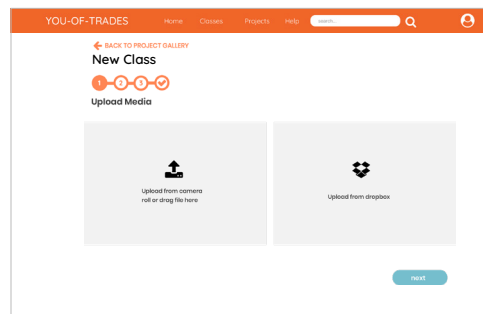 YOU-OF-TRADES Home Classes Projects Help search...
BACK TO PROJECT GALLERY
New Class
1 2 3
Upload Media
Upload from camera
roll or drag file here
Upload from dropbox
next